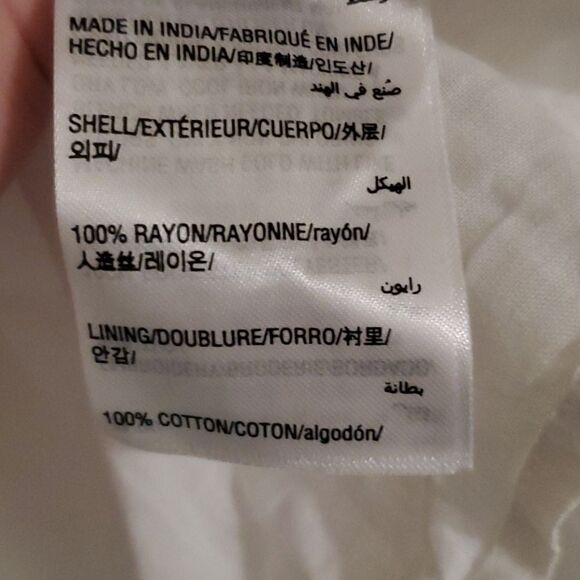 MADE IN INDIA/FABRIQUÉ EN INDE/
HECHO EN INDIA/印度制造/인도산/
صُنع في الهند
SHELL/EXTÉRIEUR/CUERPO/外层/
외피/
الهيكل
100% RAYON/RAYONNE/rayón/
人造丝/레이온/
رايون
LINING/DOUBLURE/FORRO/衬里/
안감/
بطانة
100% COTTON/COTON/algodón/